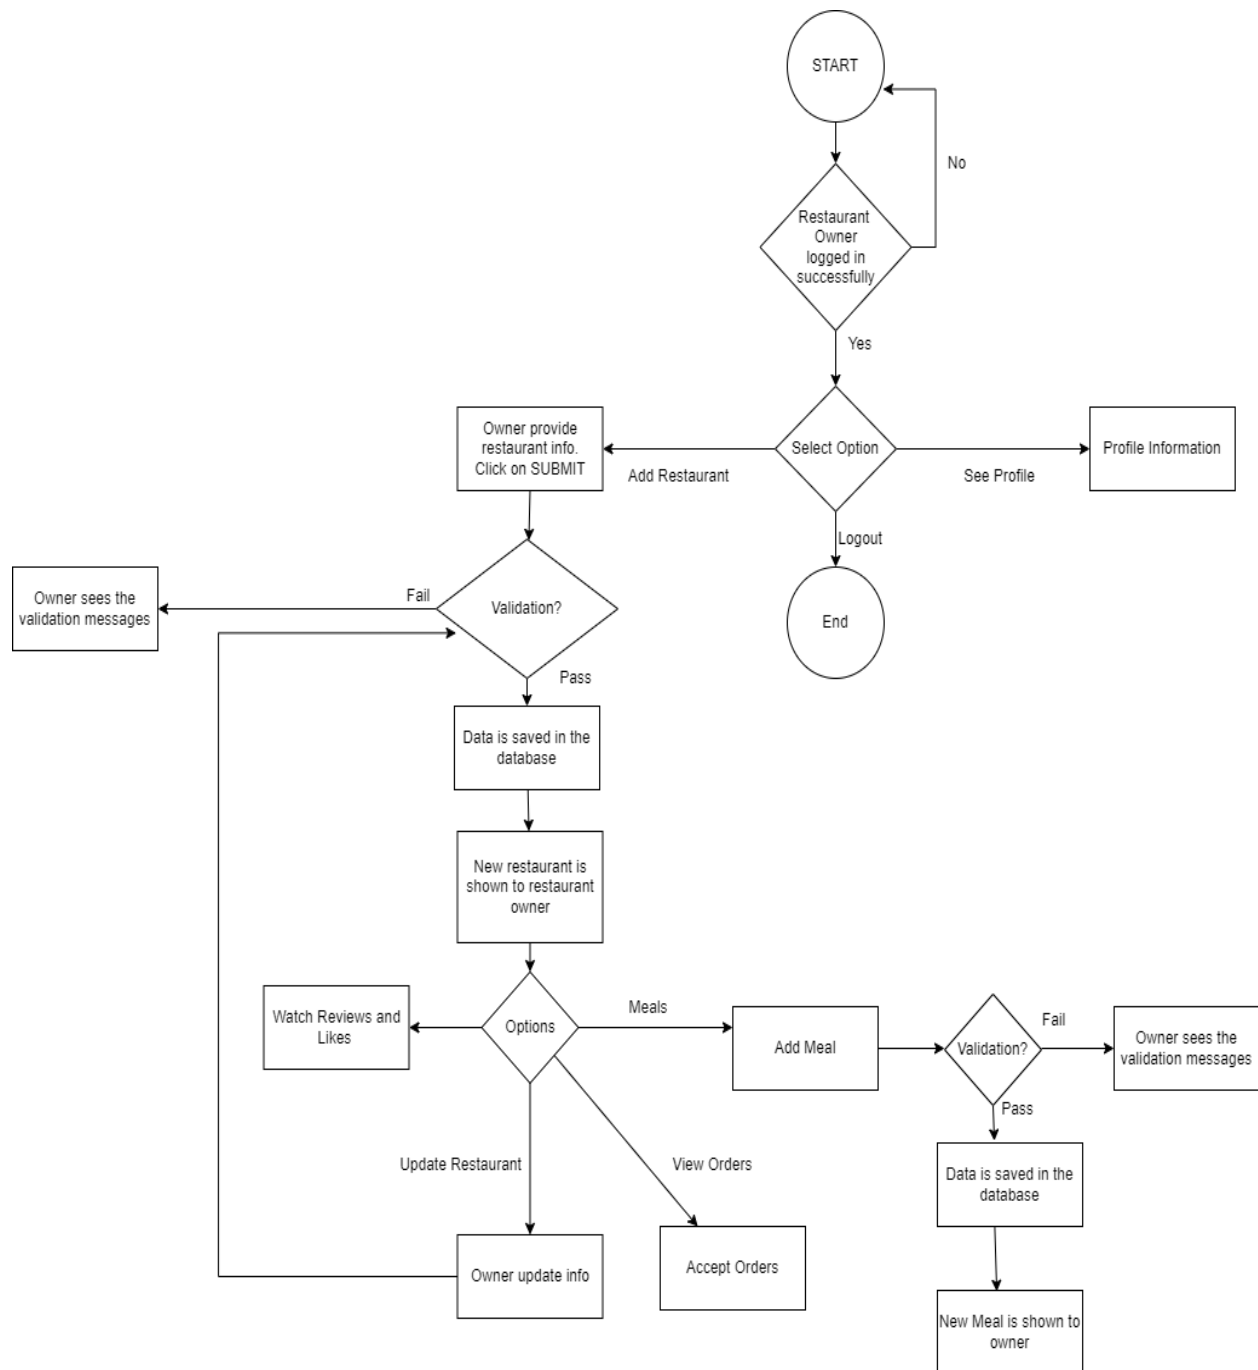 START
No
Restaurant
Owner
logged in
successfully
Yes
Owner provide
restaurant info.
Click on SUBMIT
Select Option
Profile Information
Add Restaurant
See Profile
Logout
Owner sees the
validation messages
Fail
Validation?
End
Pass
Data is saved in the
database
New restaurant is
shown to restaurant
owner
Watch Reviews and
Likes
Options
Meals
Add Meal
Validation?
Fail
Owner sees the
validation messages
Pass
Update Restaurant
View Orders
Data is saved in the
database
Owner update info
Accept Orders
New Meal is shown to
owner